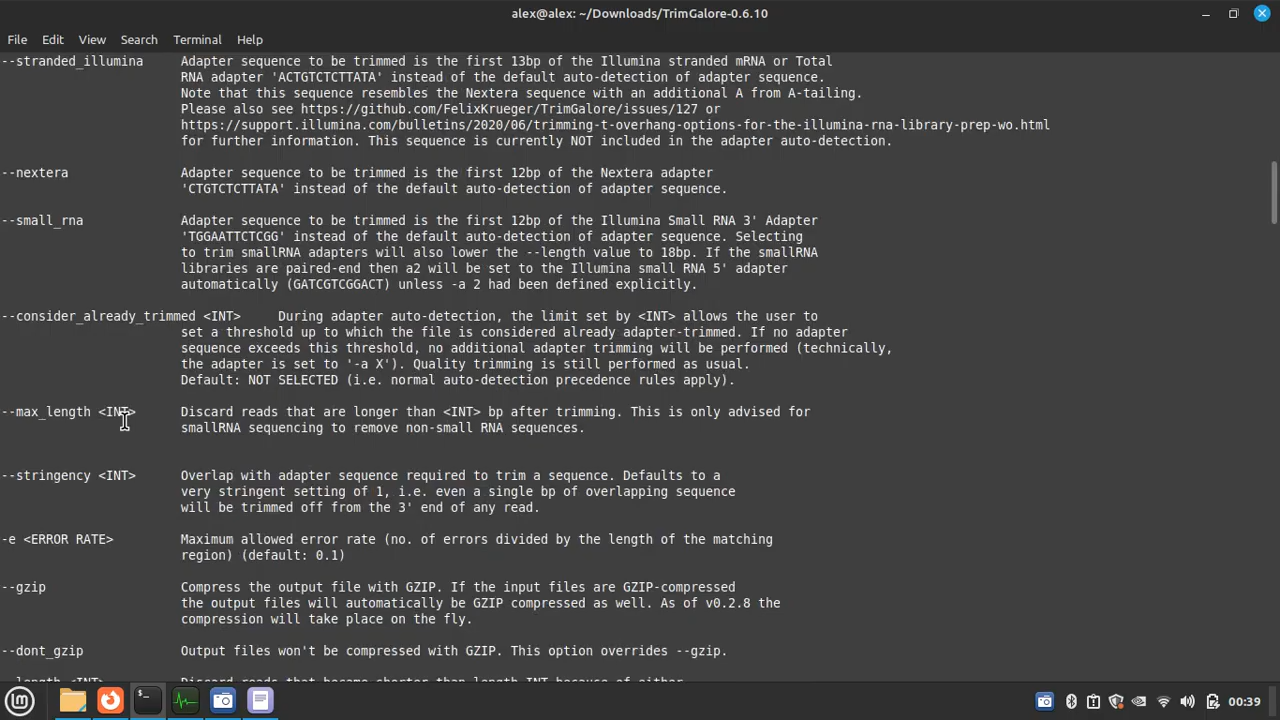 alex@alex: ~/Downloads/TrimGalore-0.6.10
File Edit View Search Terminal Help
--stranded_illumina Adapter sequence to be trimmed is the first 13bp of the Illumina stranded mRNA or Total
RNA adapter 'ACTGTCTCTTATA' instead of the default auto-detection of adapter sequence.
Note that this sequence resembles the Nextera sequence with an additional A from A-tailing.
Please also see https://github.com/FelixKrueger/TrimGalore/issues/127 or
https://support.illumina.com/bulletins/2020/06/trimming-t-overhang-options-for-the-illumina-rna-library-prep-wo.html
for further information. This sequence is currently NOT included in the adapter auto-detection.
--nextera Adapter sequence to be trimmed is the first 12bp of the Nextera adapter
'CTGTCTCTTATA' instead of the default auto-detection of adapter sequence.
--small_rna Adapter sequence to be trimmed is the first 12bp of the Illumina Small RNA 3' Adapter
'TGGAATTCTCGG' instead of the default auto-detection of adapter sequence. Selecting
to trim smallRNA adapters will also lower the --length value to 18bp. If the smallRNA
libraries are paired-end then a2 will be set to the Illumina small RNA 5' adapter
automatically (GATCGTCGGACT) unless -a 2 had been defined explicitly.
--consider_already_trimmed <INT> During adapter auto-detection, the limit set by <INT> allows the user to
set a threshold up to which the file is considered already adapter-trimmed. If no adapter
sequence exceeds this threshold, no additional adapter trimming will be performed (technically,
the adapter is set to '-a X'). Quality trimming is still performed as usual.
Default: NOT SELECTED (i.e. normal auto-detection precedence rules apply).
--max_length <INT> Discard reads that are longer than <INT> bp after trimming. This is only advised for
smallRNA sequencing to remove non-small RNA sequences.
--stringency <INT> Overlap with adapter sequence required to trim a sequence. Defaults to a
very stringent setting of 1, i.e. even a single bp of overlapping sequence
will be trimmed off from the 3' end of any read.
-e <ERROR RATE> Maximum allowed error rate (no. of errors divided by the length of the matching
region) (default: 0.1)
--gzip Compress the output file with GZIP. If the input files are GZIP-compressed
the output files will automatically be GZIP compressed as well. As of v0.2.8 the
compression will take place on the fly.
--dont_gzip Output files won't be compressed with GZIP. This option overrides --gzip.
--length <INT> Discard reads that became shorter than length INT because of either
00:39